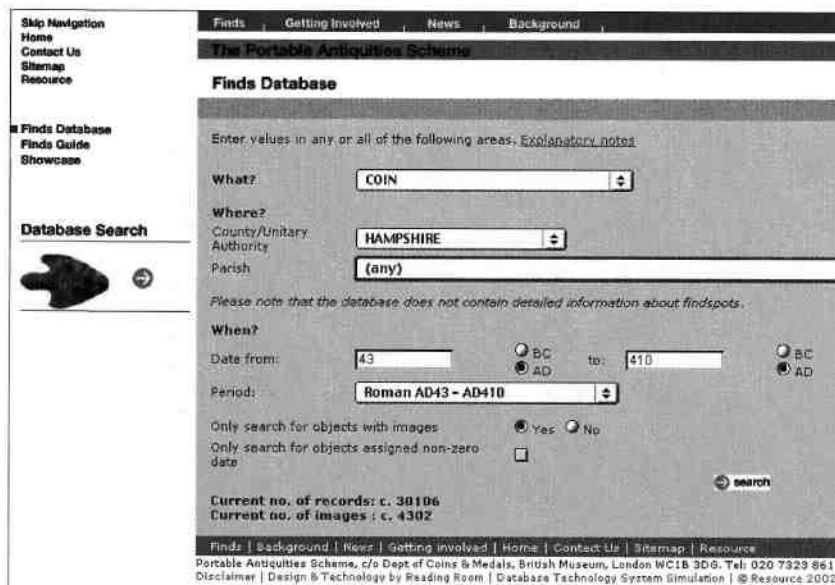 Skip Navigation
Home
Contact Us
Sitemap
Resource
Finds Database
Finds Guide
Showcase
Database Search
Finds Getting Involved News Background
The Portable Antiquities Scheme
Finds Database
Enter values in any or all of the following areas. Explanatory notes
What? COIN
Where?
County/Unitary
Authority HAMPSHIRE
Parish (any)
Please note that the database does not contain detailed information about findspots.
When?
Date from: 43 BC AD to: 410 BC AD
Period: Roman AD43 - AD410
Only search for objects with images Yes No
Only search for objects assigned non-zero
date
search
Current no. of records: c. 30106
Current no. of images : c. 4302
Finds | Background | News | Getting involved | Home | Contact Us | Sitemap | Resource
Portable Antiquities Scheme, c/o Dept of Coins & Medals, British Museum, London WC1B 3DG. Tel: 020 7323 861
Disclaimer | Design & Technology by Reading Room | Database Technology System Simulation | © Resource 20